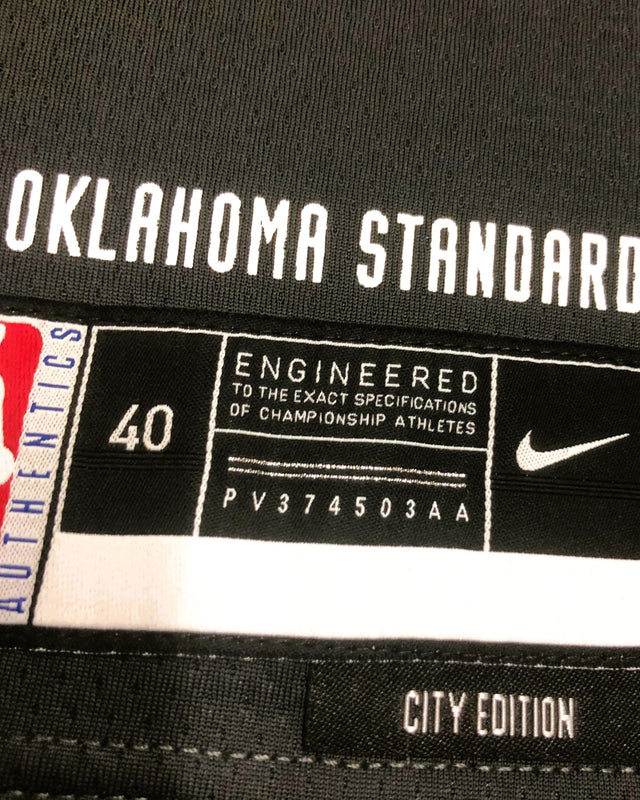 OKLAHOMA STANDARD
AUTHENTICS
40
ENGINEERED
TO THE EXACT SPECIFICATIONS
OF CHAMPIONSHIP ATHLETES
PV374503AA
CITY EDITION